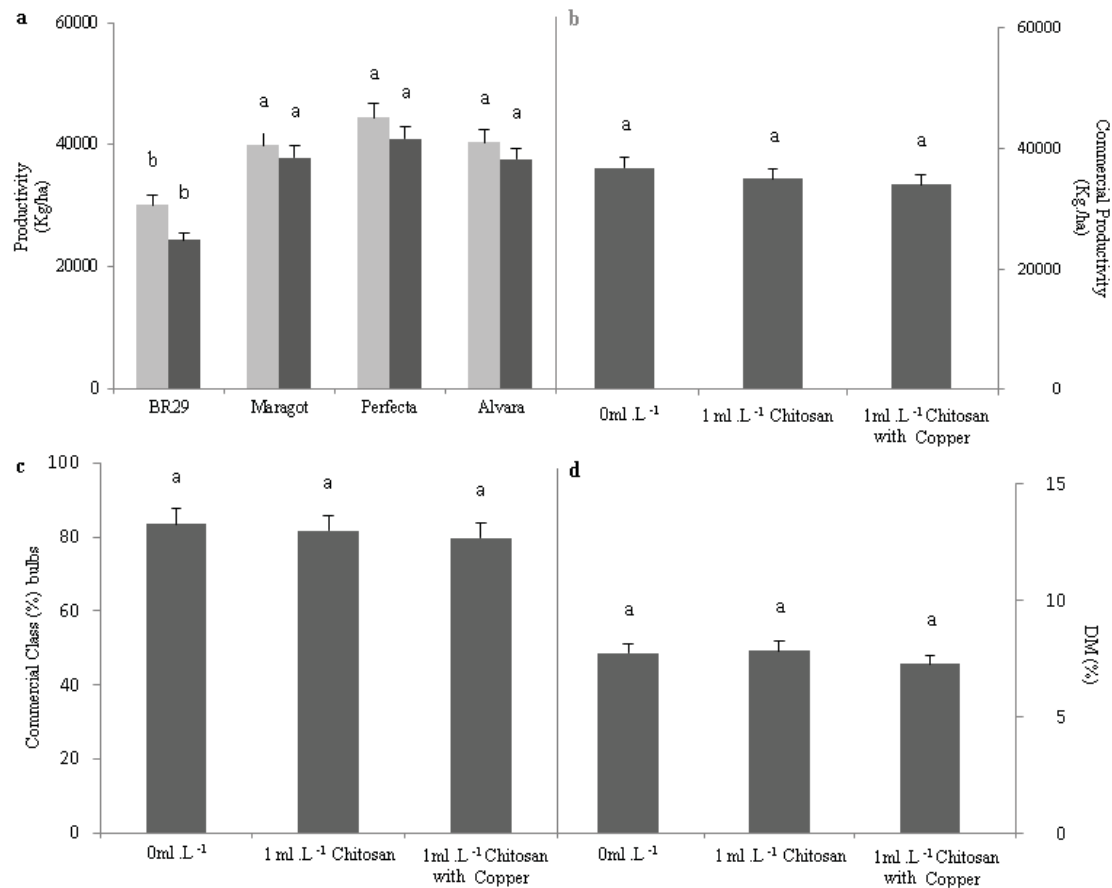 a
60000
40000
20000
0
Productivity
(Kg/ha)
b
b
a
a
a
a
a
a
BR29
Maragot
Perfecta
Alvara
b
60000
40000
20000
0
Commercial Productivity
(Kg./ha)
a
a
a
0ml .L -1
1 ml .L -1 Chitosan
1ml .L -1 Chitosan
with Copper
c
100
80
60
40
20
0
Commercial Class (%) bulbs
a
a
a
0ml .L -1
1 ml .L -1 Chitosan
1ml .L -1 Chitosan
with Copper
d
15
10
5
0
DM (%)
a
a
a
0ml .L -1
1 ml .L -1 Chitosan
1ml .L -1 Chitosan
with Copper